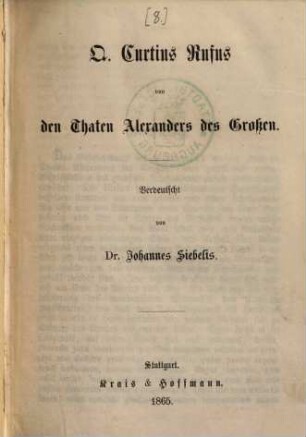 [8.]
Q. Curtius Rufus
von
den Thaten Alexanders des Großen.
Verdeutscht
von
Dr. Johannes Siebelis.
Stuttgart.
Krais & Hoffmann.
1865.